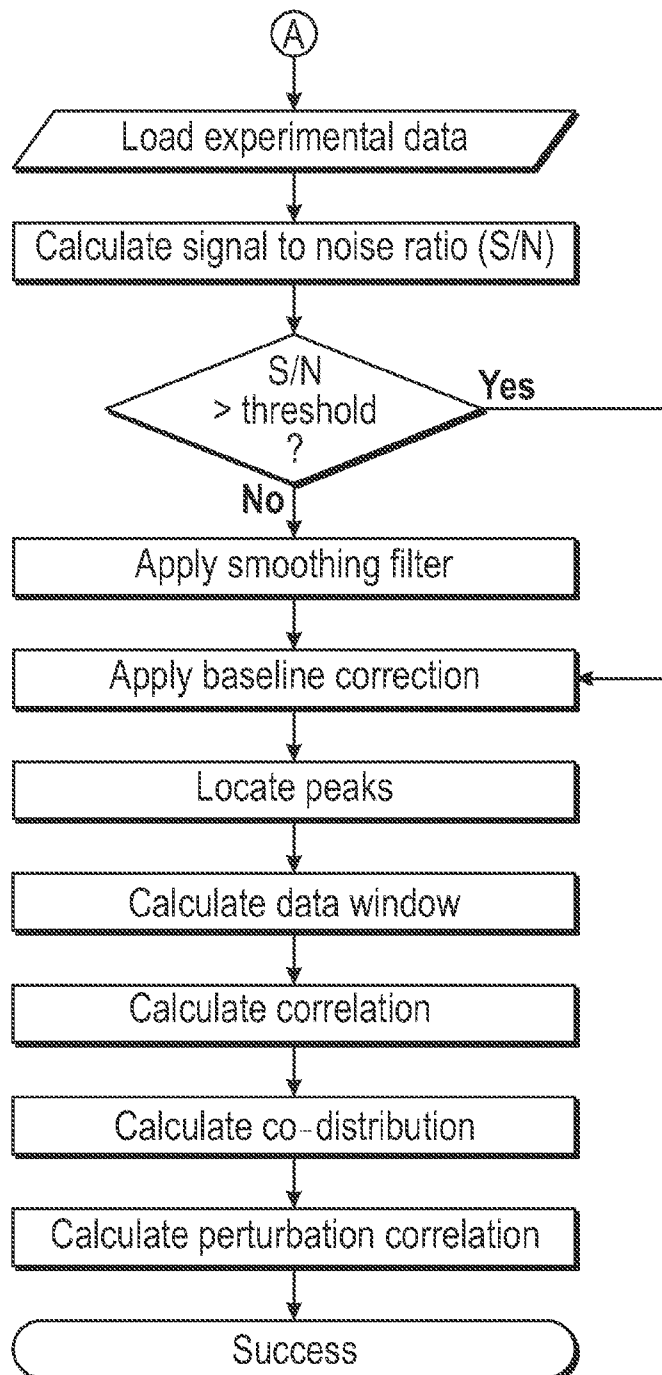 A
Load experimental data
Calculate signal to noise ratio (S/N)
S/N
> threshold
?
Yes
No
Apply smoothing filter
Apply baseline correction
Locate peaks
Calculate data window
Calculate correlation
Calculate co-distribution
Calculate perturbation correlation
Success